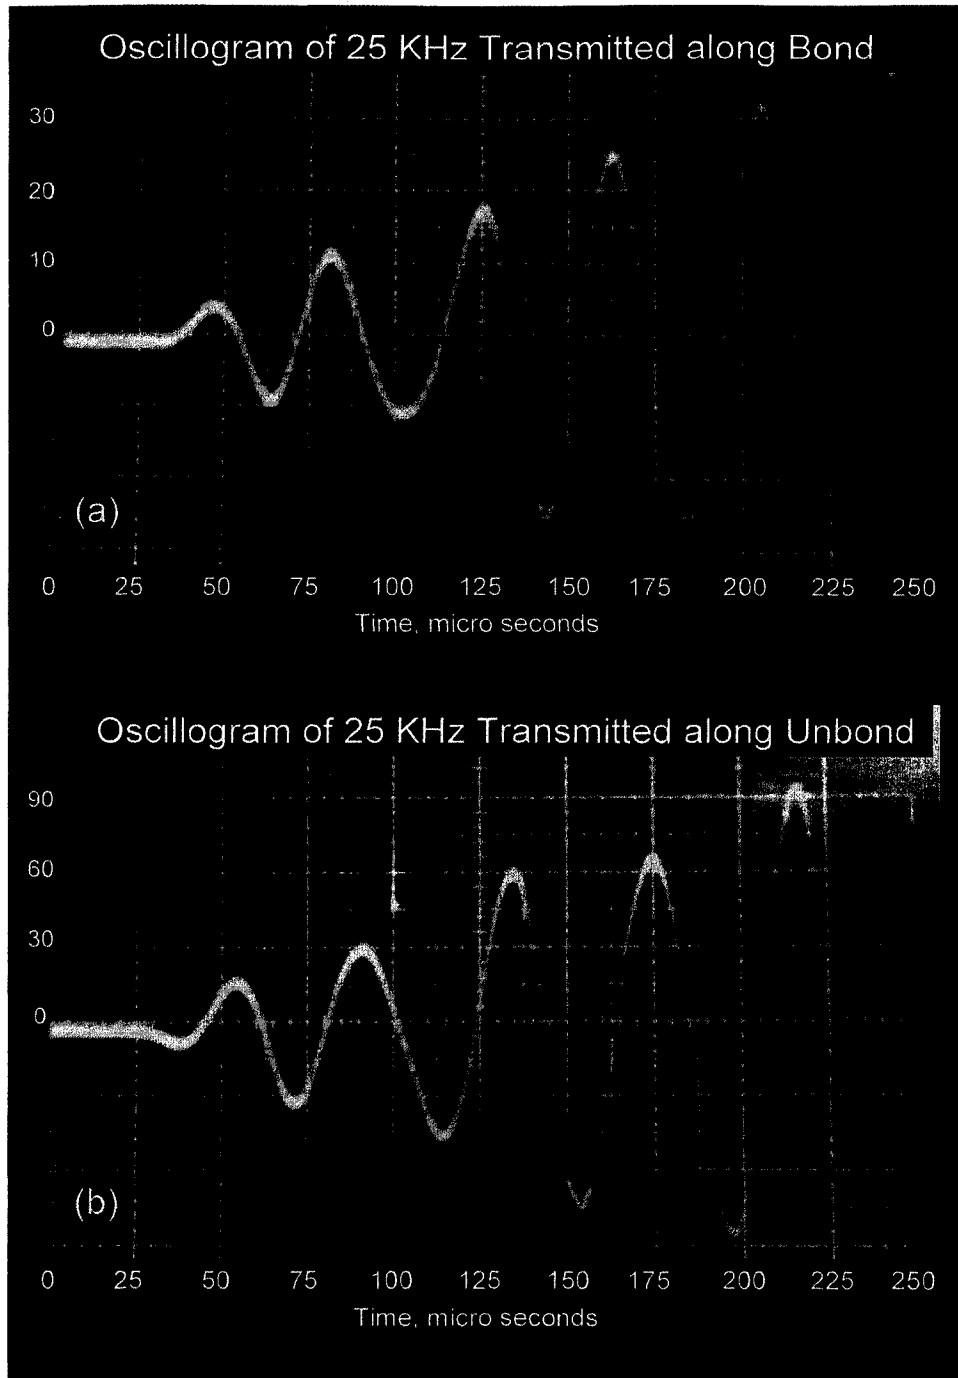 Oscillogram of 25 KHz Transmitted along Bond
30
20
10
0
(a)
0 25 50 75 100 125 150 175 200 225 250
Time, micro seconds
Oscillogram of 25 KHz Transmitted along Unbond
90
60
30
0
(b)
0 25 50 75 100 125 150 175 200 225 250
Time, micro seconds